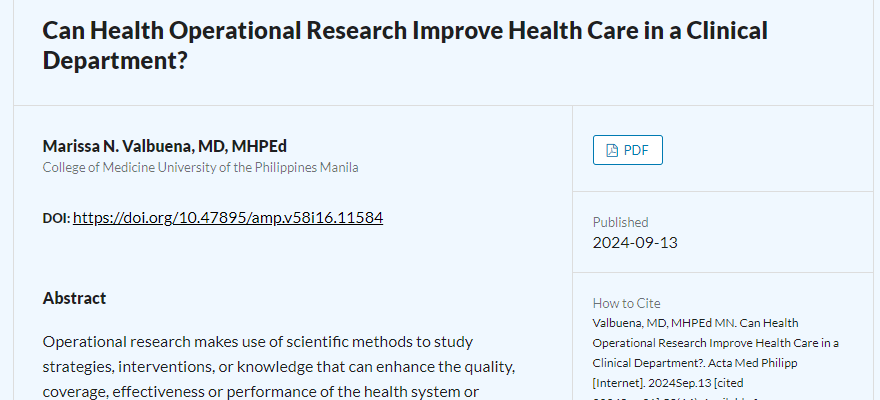 Can Health Operational Research Improve Health Care in a Clinical
Department?
Marissa N. Valbuena, MD, MHPEd
College of Medicine University of the Philippines Manila
DOI: https://doi.org/10.47895/amp.v58i16.11584
Abstract
Operational research makes use of scientific methods to study
strategies, interventions, or knowledge that can enhance the quality,
coverage, effectiveness or performance of the health system or
PDF
Published
2024-09-13
How to Cite
Valbuena, MD, MHPEd MN. Can Health
Operational Research Improve Health Care in a
Clinical Department?. Acta Med Philipp
[Internet]. 2024Sep.13 [cited